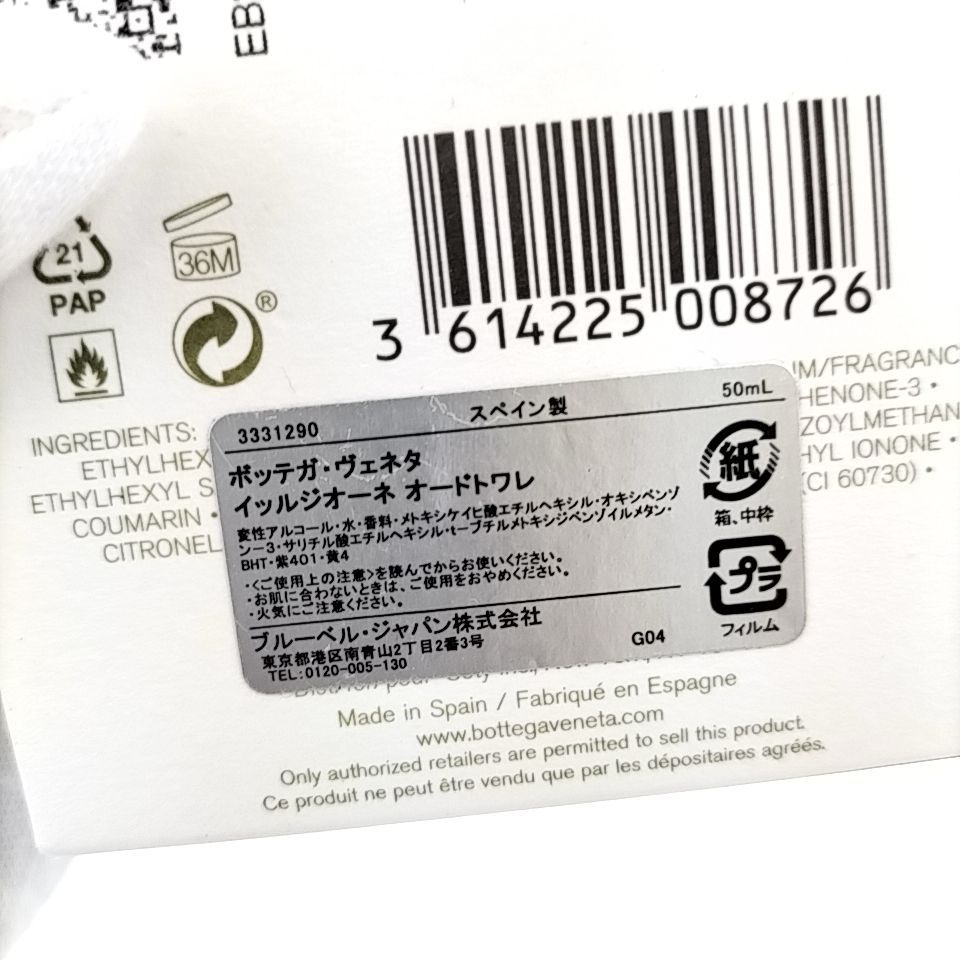 EB
21
PAP
36M
®
3 614225 008726
INGREDIENTS:
ETHYLHEX
ETHYLHEXYL S
COUMARIN •
CITRONEL
M/FRAGRANC
HENONE-3 •
ZOYLMETHAN
HYL IONONE •
(CI 60730) •
3331290
スペイン製
50mL
ボッテガ・ヴェネタ
イッルジオーネ オードトワレ
変性アルコール・水・香料・メトキシケイヒ酸エチルヘキシル・オキシベンゾ
ン-3・サリチル酸エチルヘキシル・t-ブチルメトキシジベンゾイルメタン・
BHT・紫401・黄4
・<ご使用上の注意>を読んでからお使いください。
・お肌に合わないときは、ご使用をおやめください。
・火気にご注意ください。
ブルーベル・ジャパン株式会社
東京都港区南青山2丁目2番3号
TEL:0120-005-130
G04
紙
箱、中枠
プラ
フィルム
Made in Spain / Fabriqué en Espagne
www.bottegaveneta.com
Only authorized retailers are permitted to sell this product.
Ce produit ne peut être vendu que par les dépositaires agréés.